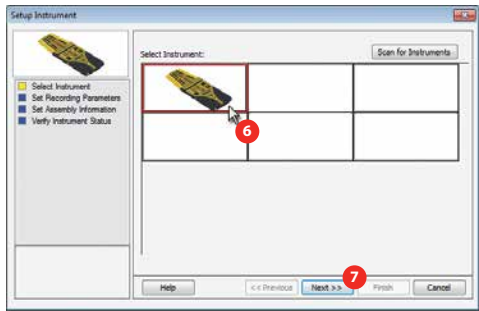 Setup Instrument
Select Instrument:
Scan for Instruments
Select Instrument
Set Recording Parameters
Set Assembly Information
Verify Instrument Status
6
7
Help
<< Previous
Next >>
Finish
Cancel